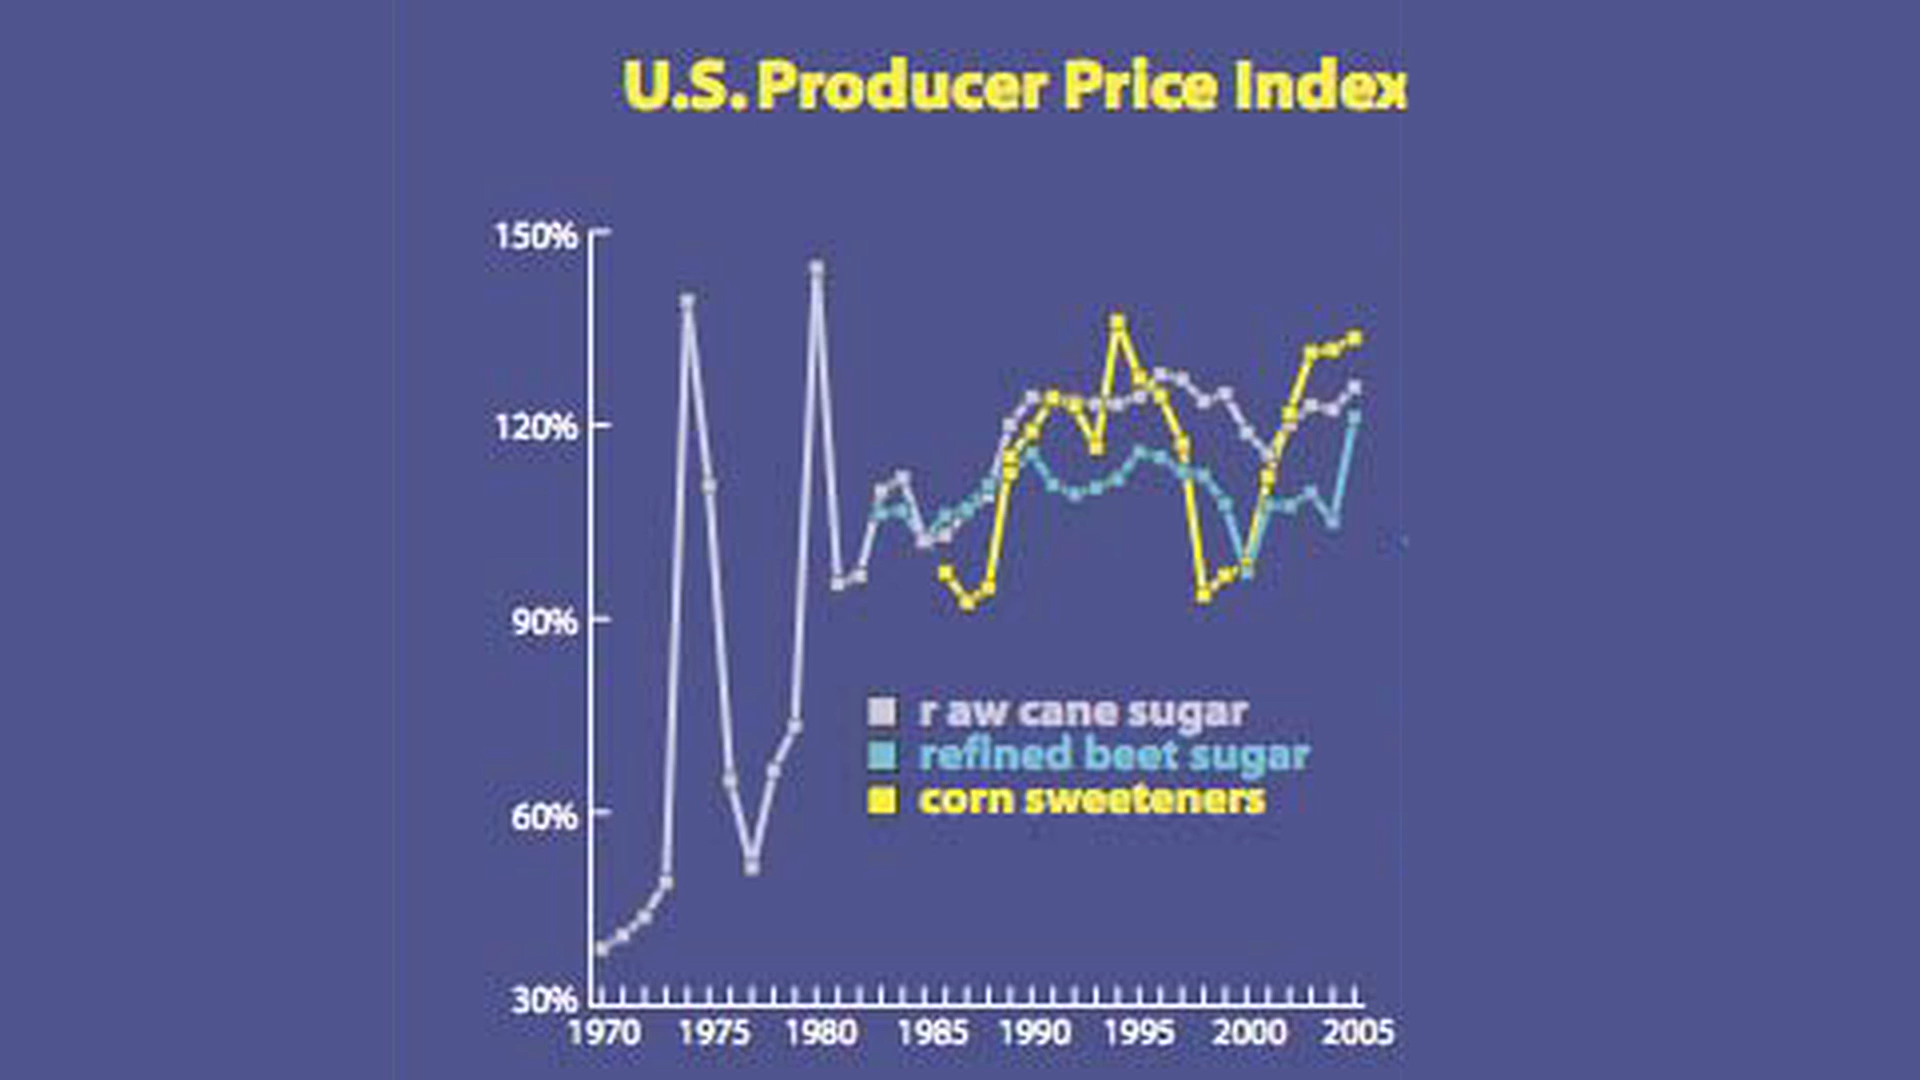 U.S. Producer Price Index
150%
120%
90%
60%
30%
r aw cane sugar
refined beet sugar
corn sweeteners
1970 1975 1980 1985 1990 1995 2000 2005